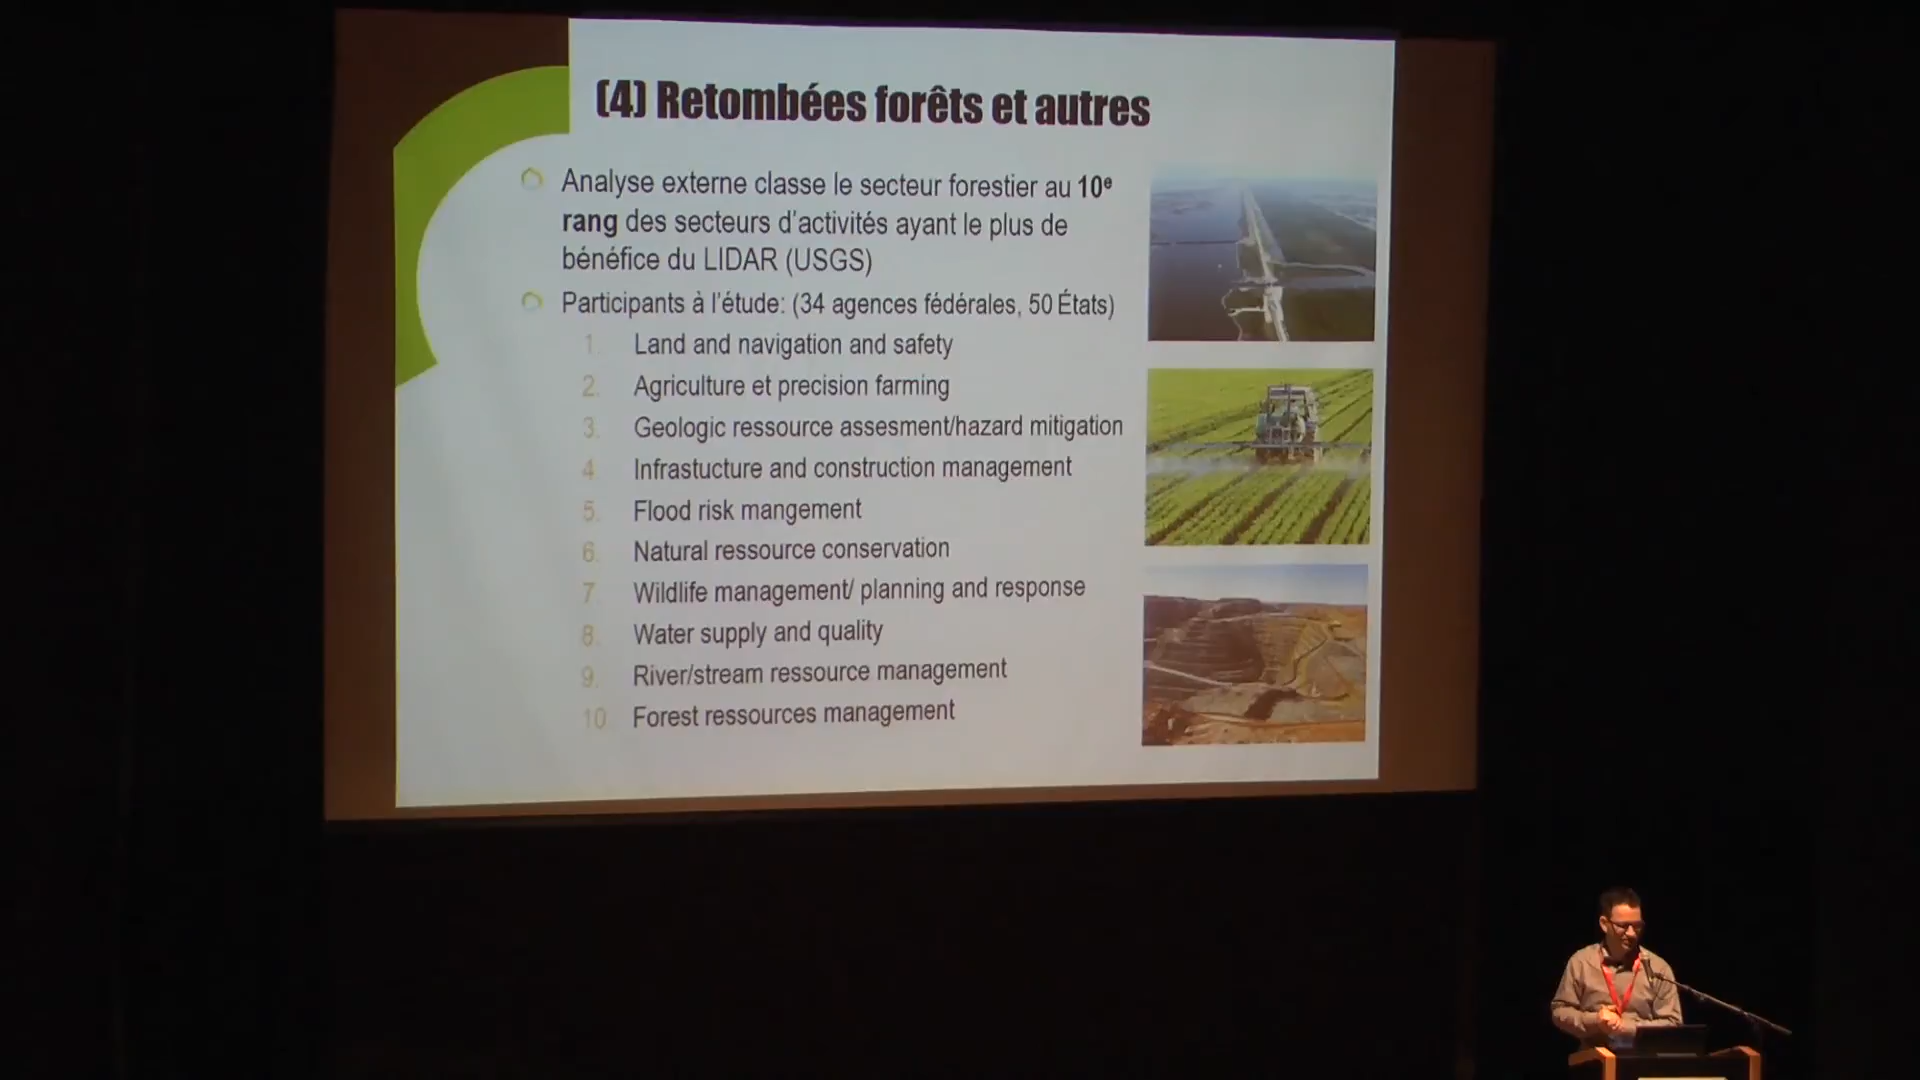 (4) Retombées forêts et autres
Analyse externe classe le secteur forestier au 10e
rang des secteurs d'activités ayant le plus de
bénéfice du LIDAR (USGS)
Participants à l'étude: (34 agences fédérales, 50 États)
1. Land and navigation and safety
2. Agriculture et precision farming
3. Geologic ressource assesment/hazard mitigation
4. Infrastucture and construction management
5. Flood risk mangement
6. Natural ressource conservation
7. Wildlife management/ planning and response
8. Water supply and quality
9. River/stream ressource management
10. Forest ressources management